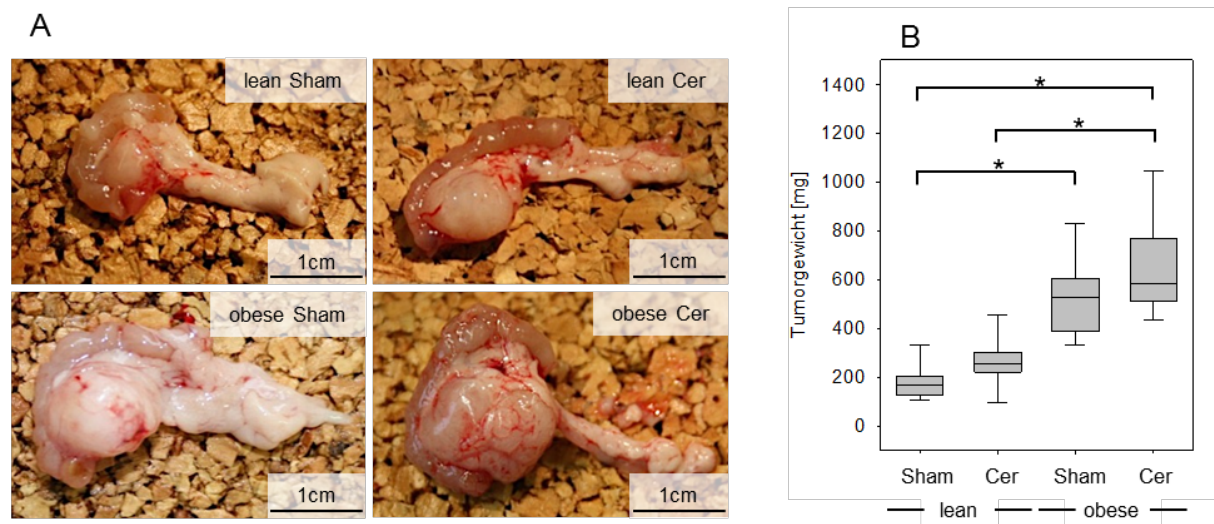 A
lean Sham
1cm
lean Cer
1cm
obese Sham
1cm
obese Cer
1cm
B
Tumorgewicht [mg]
1400
1200
1000
800
600
400
200
0
*
*
*
Sham Cer Sham Cer
lean obese